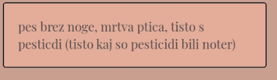 pes brez noge, mrtva ptica, tisto s
pesticdi (tisto kaj so pesticidi bili noter)